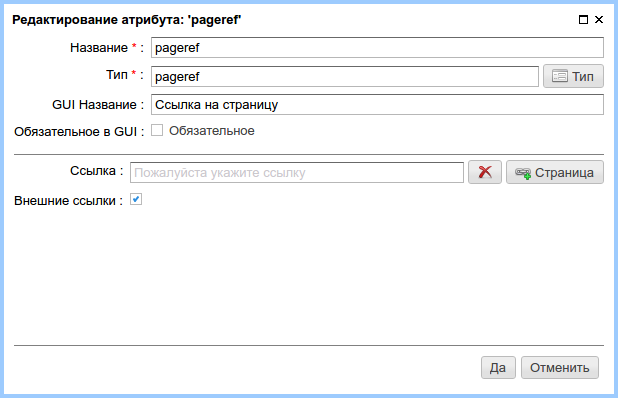 Редактирование атрибута: 'pageref'
Название * : pageref
Тип * : pageref Тип
GUI Название : Ссылка на страницу
Обязательное в GUI : Обязательное
Ссылка : Пожалуйста укажите ссылку Страница
Внешние ссылки :
Да Отменить